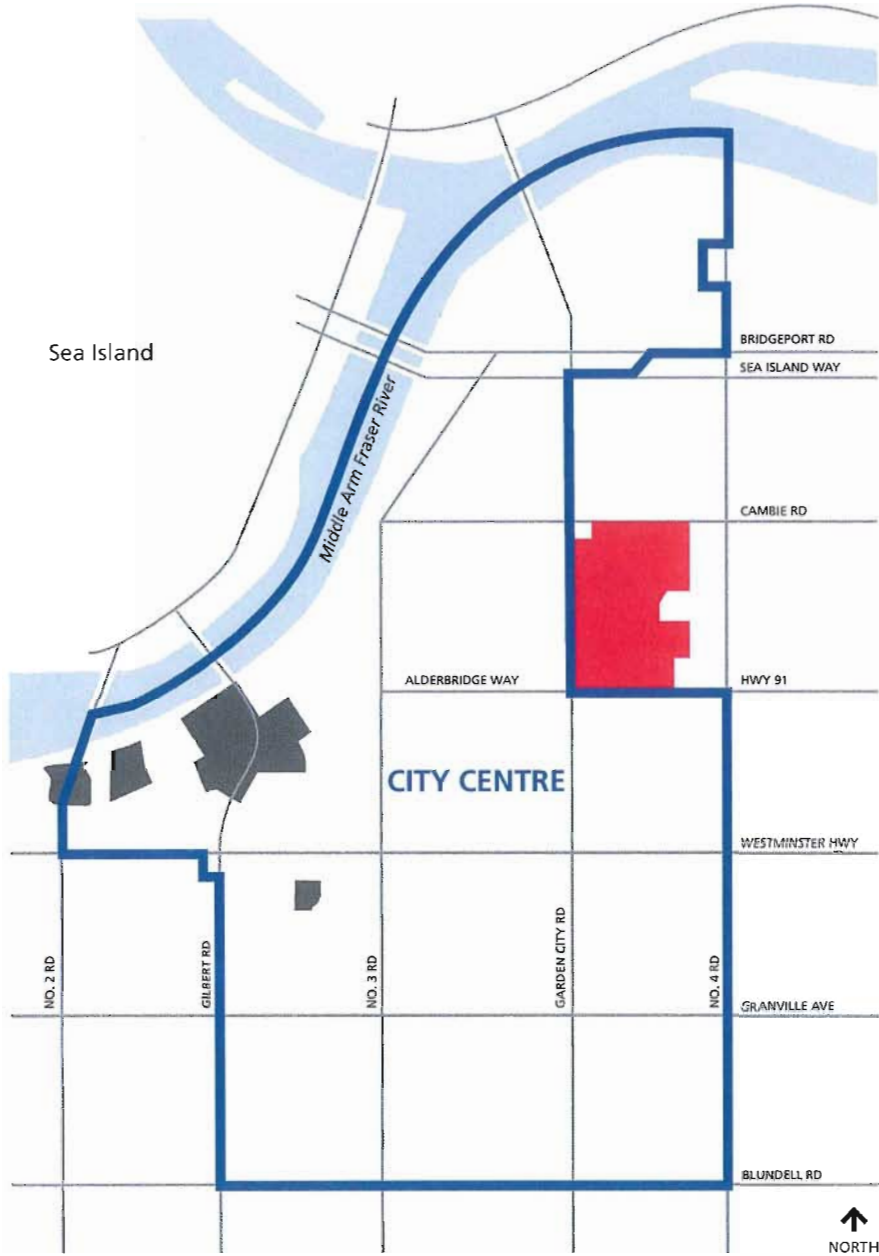 Sea Island
Middle Arm Fraser River
BRIDGEPORT RD
SEA ISLAND WAY
CAMBIE RD
ALDERBRIDGE WAY
HWY 91
CITY CENTRE
WESTMINSTER HWY
NO. 2 RD
GILBERT RD
NO. 3 RD
GARDEN CITY RD
NO. 4 RD
GRANVILLE AVE
BLUNDELL RD
NORTH